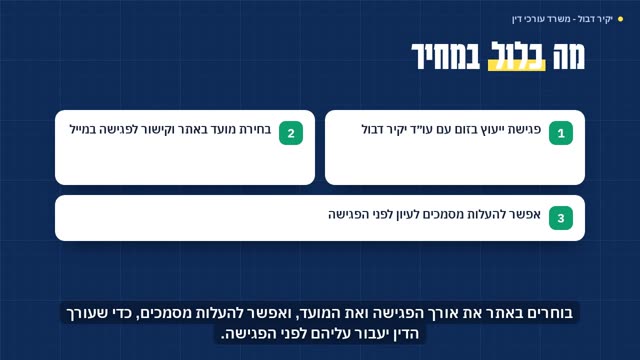 יקיר דבול - משרד עורכי דין
מה כלול במחיר
1 פגישת ייעוץ בזום עם עו״ד יקיר דבול
2 בחירת מועד באתר וקישור לפגישה במייל
3 אפשר להעלות מסמכים לעיון לפני הפגישה
בוחרים באתר את אורך הפגישה ואת המועד, ואפשר להעלות מסמכים, כדי שעורך
הדין יעבור עליהם לפני הפגישה.